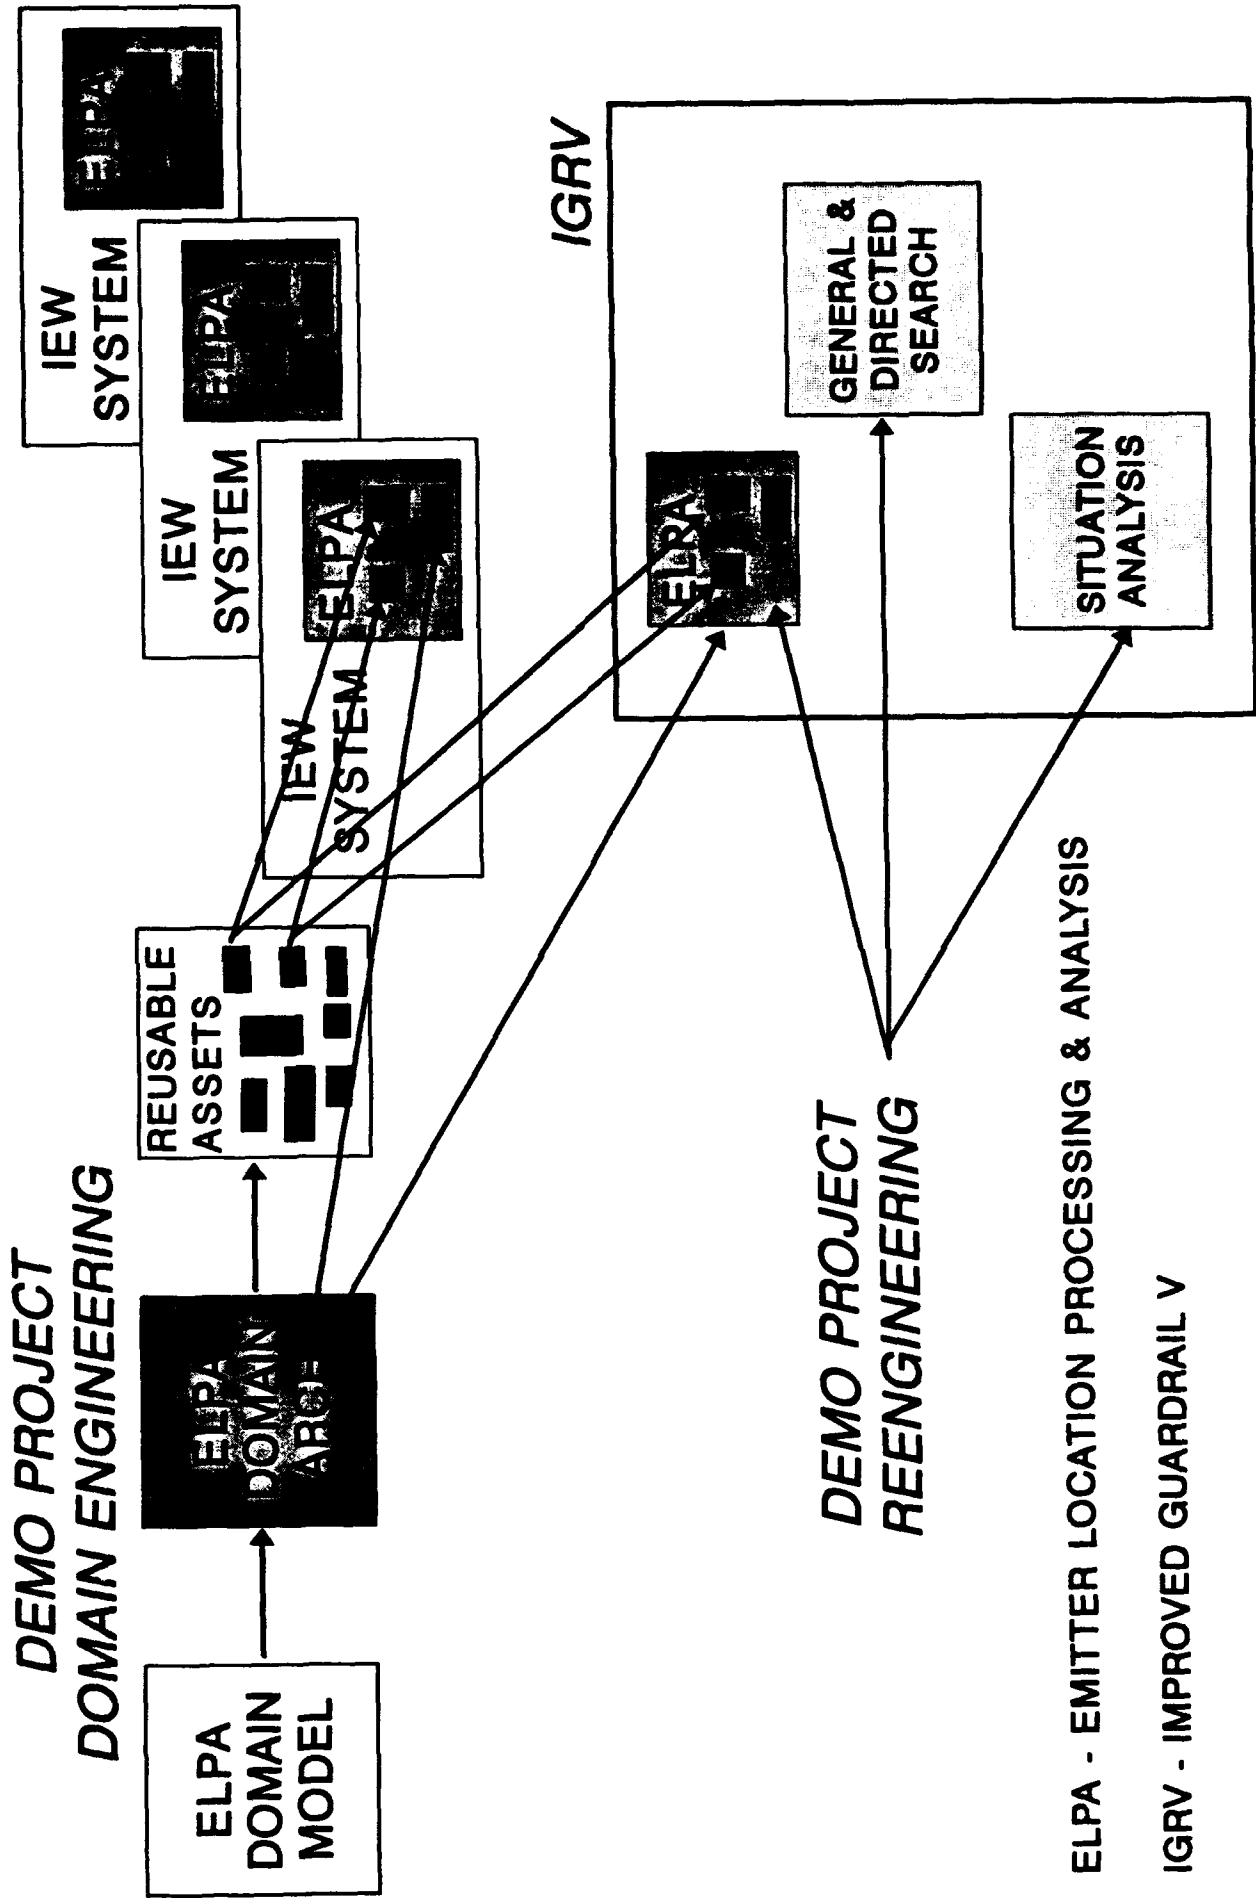 DEMO PROJECT
DOMAIN ENGINEERING
ELPA
DOMAIN
MODEL
ELPA
DOMAIN
REUSABLE
ASSETS
IEW
SYSTEM
ELPA
IEW
SYSTEM
ELPA
IEW
SYSTEM
ELPA
IGRV
ELPA
GENERAL &
DIRECTED
SEARCH
SITUATION
ANALYSIS
DEMO PROJECT
REENGINEERING
ELPA - EMITTER LOCATION PROCESSING & ANALYSIS
IGRV - IMPROVED GUARDRAIL V